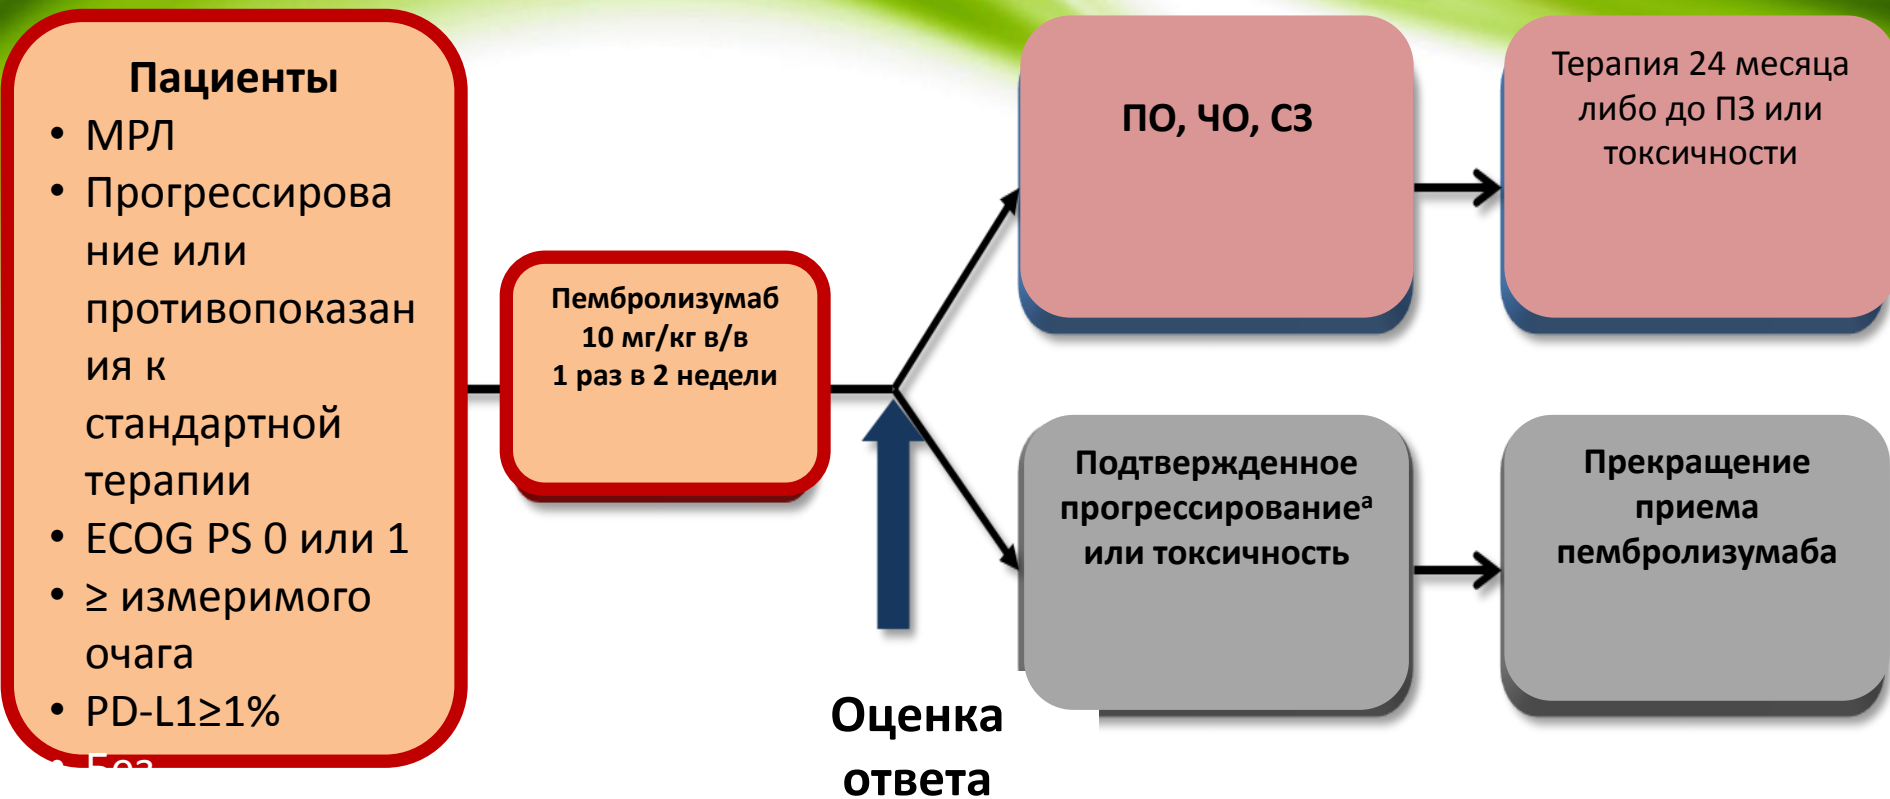 Пациенты
• МРЛ
• Прогрессирова
ние или
противопоказан
ия к
стандартной
терапии
• ECOG PS 0 или 1
• ≥ измеримого
очага
• PD-L1≥1%
• Без
Пембролизумаб
10 мг/кг в/в
1 раз в 2 недели
Оценка
ответа
ПО, ЧО, СЗ
Терапия 24 месяца
либо до ПЗ или
токсичности
Подтвержденное
прогрессированиеᵃ
или токсичность
Прекращение
приема
пембролизумаба